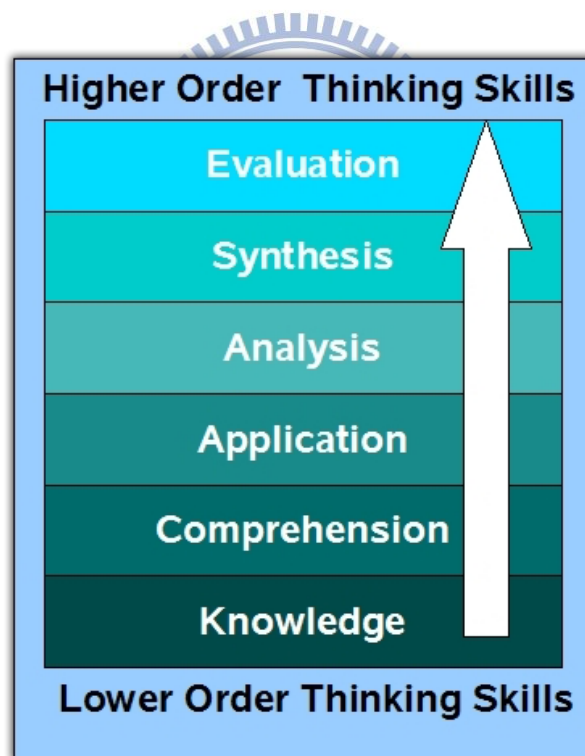 Higher Order Thinking Skills
Evaluation
Synthesis
Analysis
Application
Comprehension
Knowledge
Lower Order Thinking Skills